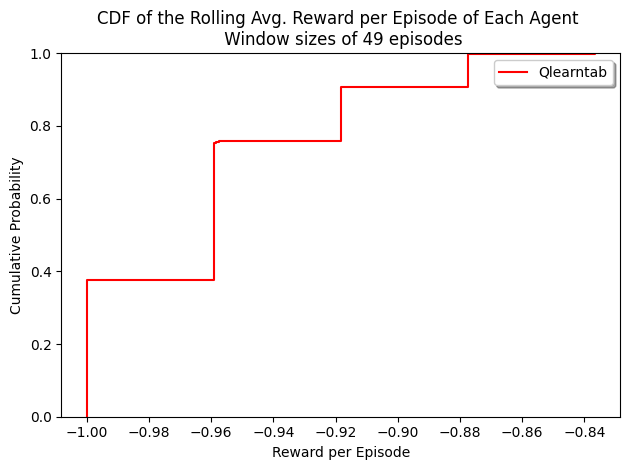 CDF of the Rolling Avg. Reward per Episode of Each Agent
Window sizes of 49 episodes
Qlearntab
Cumulative Probability
1.0
0.8
0.6
0.4
0.2
0.0
−1.00 −0.98 −0.96 −0.94 −0.92 −0.90 −0.88 −0.86 −0.84
Reward per Episode